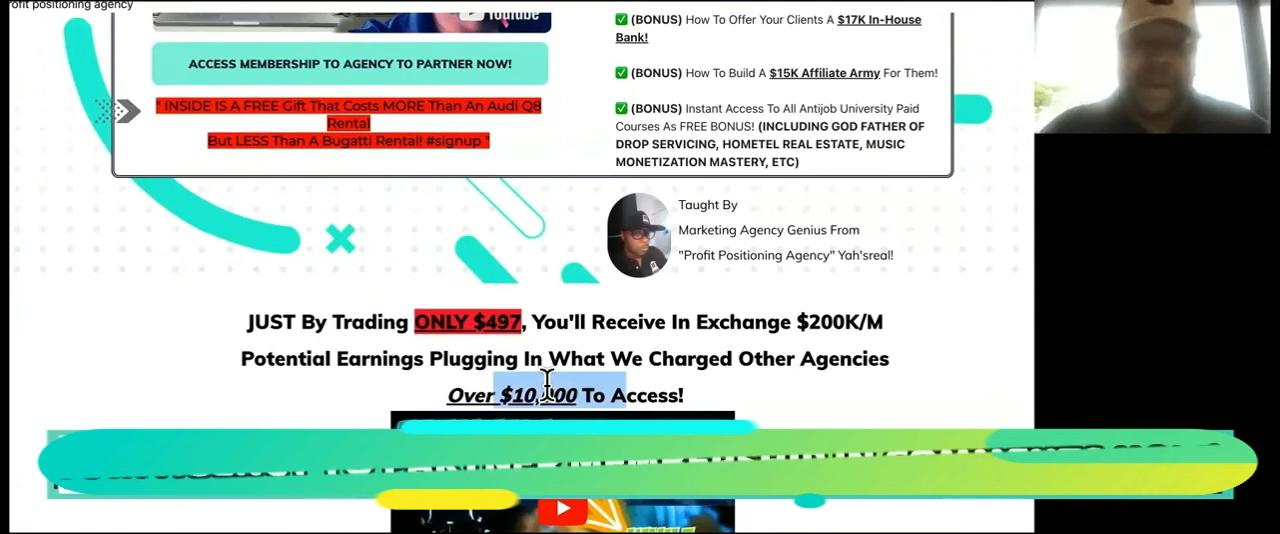 ofit positioning agency
YouTube
ACCESS MEMBERSHIP TO AGENCY TO PARTNER NOW!
" INSIDE IS A FREE Gift That Costs MORE Than An Audi Q8
Rental
But LESS Than A Bugatti Rental! #signup "
✅ (BONUS) How To Offer Your Clients A $17K In-House
Bank!
✅ (BONUS) How To Build A $15K Affiliate Army For Them!
✅ (BONUS) Instant Access To All Antijob University Paid
Courses As FREE BONUS! (INCLUDING GOD FATHER OF
DROP SERVICING, HOMETEL REAL ESTATE, MUSIC
MONETIZATION MASTERY, ETC)
Taught By
Marketing Agency Genius From
"Profit Positioning Agency" Yah'sreal!
JUST By Trading ONLY $497, You'll Receive In Exchange $200K/M
Potential Earnings Plugging In What We Charged Other Agencies
Over $10,000 To Access!